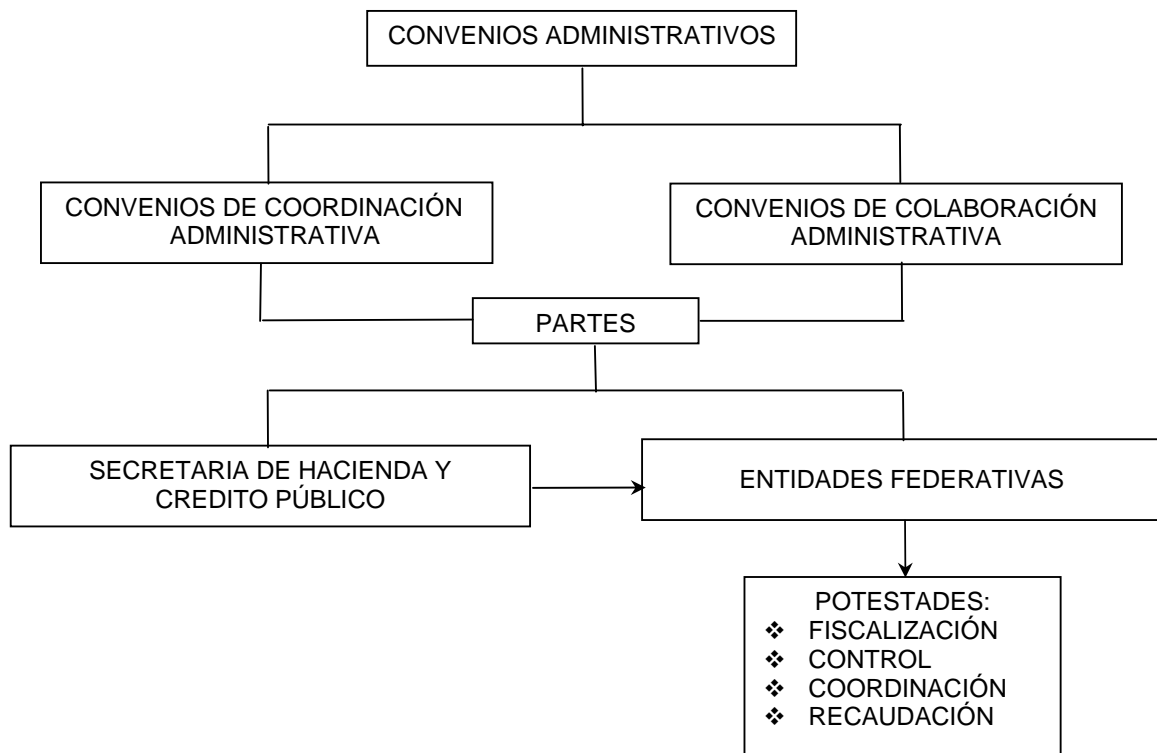 CONVENIOS ADMINISTRATIVOS
CONVENIOS DE COORDINACIÓN
ADMINISTRATIVA
CONVENIOS DE COLABORACIÓN
ADMINISTRATIVA
PARTES
SECRETARIA DE HACIENDA Y
CREDITO PÚBLICO
ENTIDADES FEDERATIVAS
POTESTADES:
❖ FISCALIZACIÓN
❖ CONTROL
❖ COORDINACIÓN
❖ RECAUDACIÓN